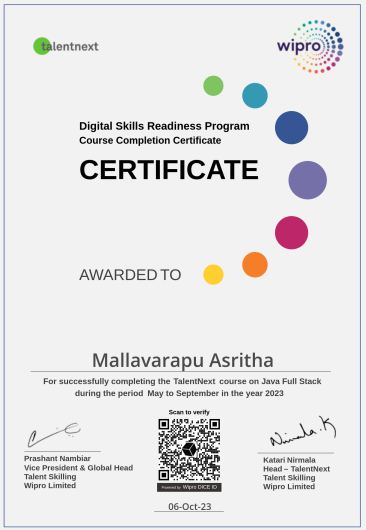 talentnext
wipro
Digital Skills Readiness Program
Course Completion Certificate
CERTIFICATE
AWARDED TO
Mallavarapu Asritha
For successfully completing the TalentNext course on Java Full Stack
during the period May to September in the year 2023
Scan to verify
Powered by Wipro DICE ID
Nirmala.K
Prashant Nambiar
Vice President & Global Head
Talent Skilling
Wipro Limited
Katari Nirmala
Head – TalentNext
Talent Skilling
Wipro Limited
06-Oct-23